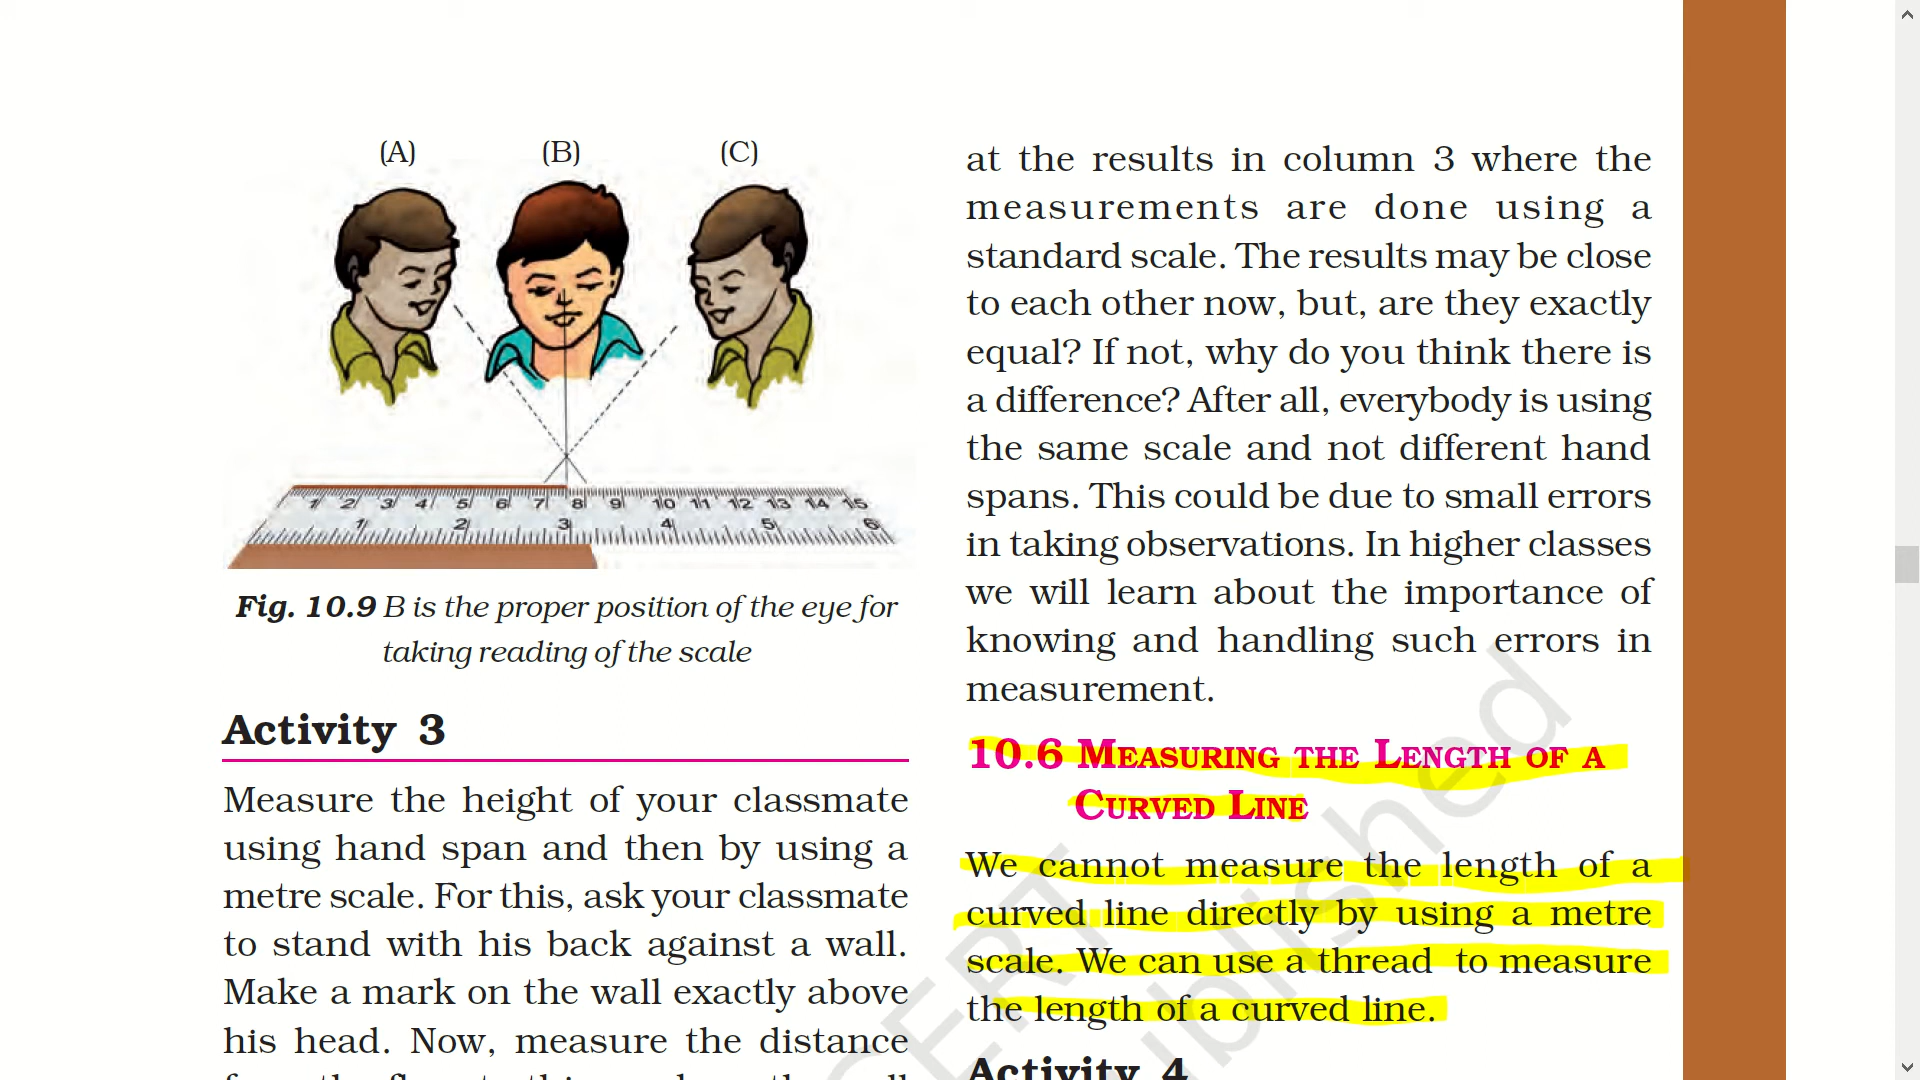 (A) (B) (C)
1 2 3 4 5 6 7 8 9 10 11 12 13 14 15
1 2 3 4 5 6
Fig. 10.9 B is the proper position of the eye for
taking reading of the scale
Activity 3
Measure the height of your classmate
using hand span and then by using a
metre scale. For this, ask your classmate
to stand with his back against a wall.
Make a mark on the wall exactly above
his head. Now, measure the distance
at the results in column 3 where the
measurements are done using a
standard scale. The results may be close
to each other now, but, are they exactly
equal? If not, why do you think there is
a difference? After all, everybody is using
the same scale and not different hand
spans. This could be due to small errors
in taking observations. In higher classes
we will learn about the importance of
knowing and handling such errors in
measurement.
10.6 Measuring the Length of a
Curved Line
We cannot measure the length of a
curved line directly by using a metre
scale. We can use a thread to measure
the length of a curved line.
Activity 4